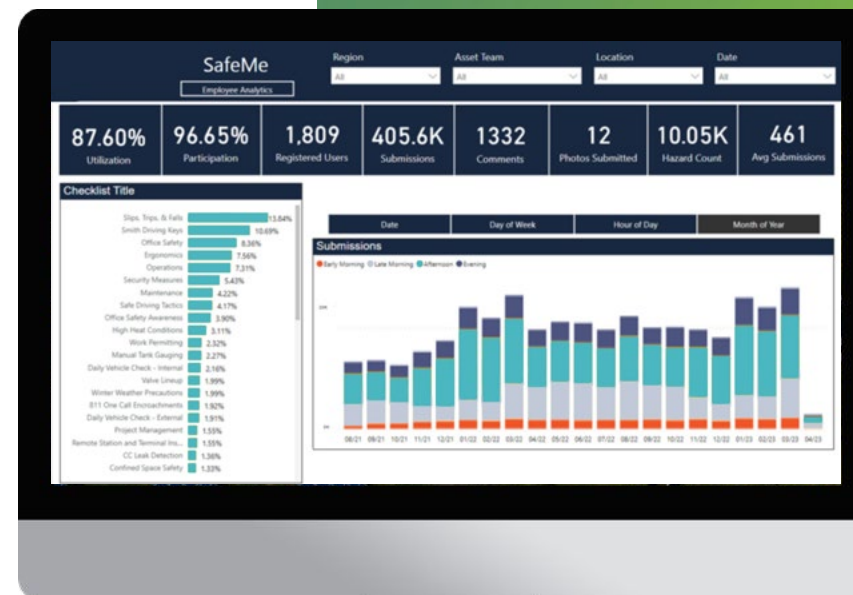 SafeMe
Employee Analytics
Region
Asset Team
Location
Date
All
All
All
All
87.60%
Utilization
96.65%
Participation
1,809
Registered Users
405.6K
Submissions
1332
Comments
12
Photos Submitted
10.05K
Hazard Count
461
Avg Submissions
Checklist Title
Slips, Trips, & Falls 13.64%
Smith Driving Keys 10.69%
Office Safety 8.36%
Ergonomics 7.56%
Operations 7.31%
Security Measures 5.43%
Maintenance 4.22%
Safe Driving Tactics 4.17%
Office Safety Awareness 3.90%
High Heat Conditions 3.11%
Work Permitting 2.32%
Manual Tank Gauging 2.27%
Daily Vehicle Check - Internal 2.16%
Valve Lineup 1.99%
Winter Weather Precautions 1.99%
811 One Call Encroachments 1.92%
Daily Vehicle Check - External 1.91%
Project Management 1.55%
Remote Station and Terminal Ins... 1.55%
CC Leak Detection 1.36%
Confined Space Safety 1.33%
Date
Day of Week
Hour of Day
Month of Year
Submissions
Early Morning Late Morning Afternoon Evening
08/21 09/21 10/21 11/21 12/21 01/22 02/22 03/22 04/22 05/22 06/22 07/22 08/22 09/22 10/22 11/22 12/22 01/23 02/23 03/23 04/23